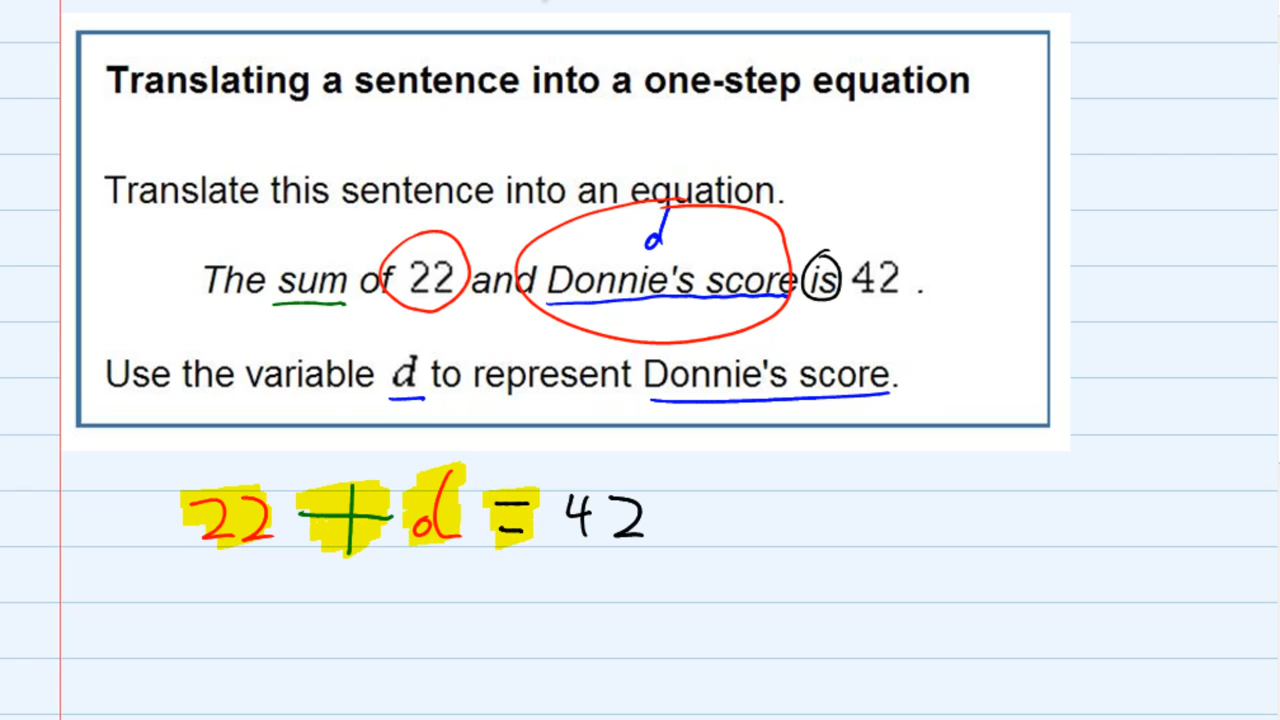 Translating a sentence into a one-step equation
Translate this sentence into an equation.
d
The sum of 22 and Donnie's score is 42 .
Use the variable d to represent Donnie's score.
22 + d = 42